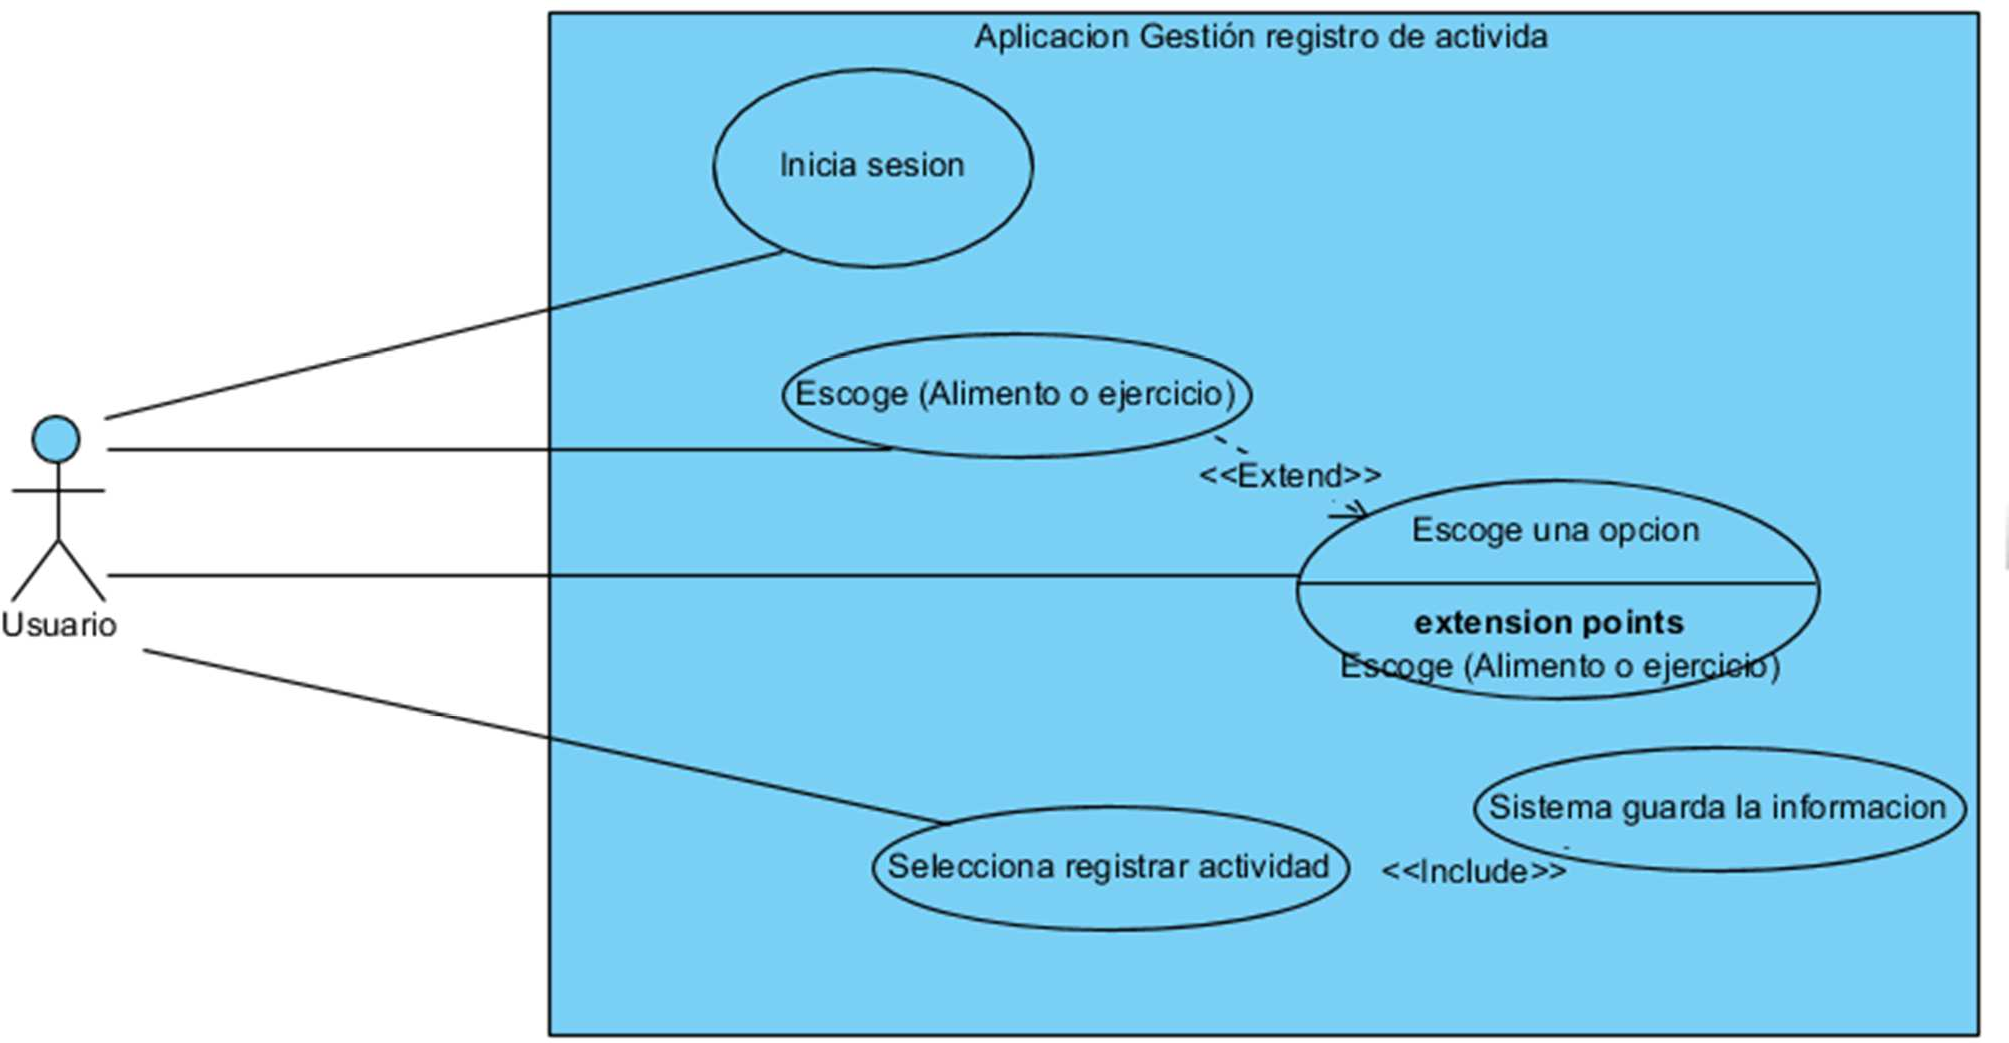 Aplicacion Gestión registro de activida
Inicia sesion
Escoge (Alimento o ejercicio)
<<Extend>>
Escoge una opcion
extension points
Escoge (Alimento o ejercicio)
Usuario
Sistema guarda la informacion
Selecciona registrar actividad
<<Include>>